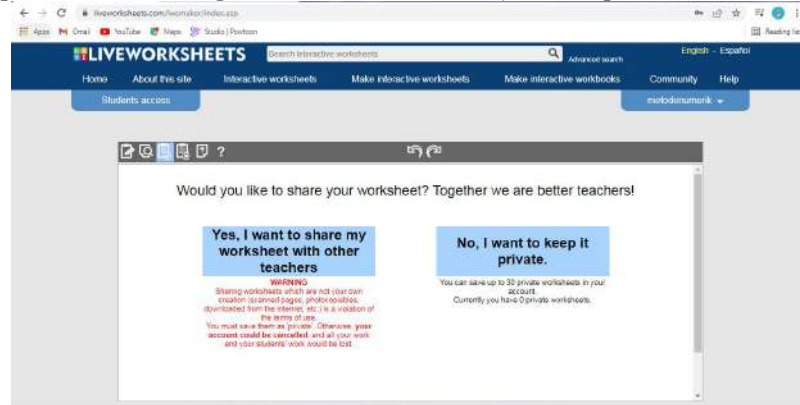 liveworksheets.com/lwsmaker/index.asp
Apps Gmail YouTube Maps Studio | Powtoon Reading list
LIVEWORKSHEETS Search interactive worksheets Advanced search English - Español
Home About this site Interactive worksheets Make interactive worksheets Make interactive workbooks Community Help
Students access metodenumerik
?
Would you like to share your worksheet? Together we are better teachers!
Yes, I want to share my
worksheet with other
teachers
WARNING
Sharing worksheets which are not your own
creation (scanned pages, photocopiables,
downloaded from the internet, etc.) is a violation of
the terms of use.
You must save them as 'private'. Otherwise, your
account could be cancelled, and all your work
and your students' work would be lost
No, I want to keep it
private.
You can save up to 30 private worksheets in your
account.
Currently you have 0 private worksheets.